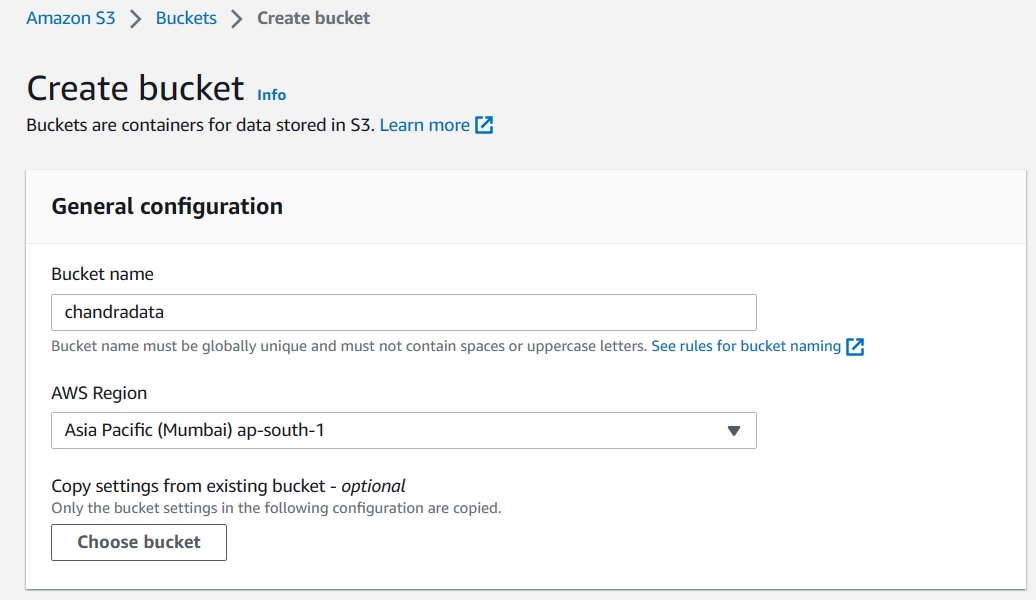 Amazon S3 > Buckets > Create bucket
Create bucket Info
Buckets are containers for data stored in S3. Learn more
General configuration
Bucket name
chandradata
Bucket name must be globally unique and must not contain spaces or uppercase letters. See rules for bucket naming
AWS Region
Asia Pacific (Mumbai) ap-south-1
Copy settings from existing bucket - optional
Only the bucket settings in the following configuration are copied.
Choose bucket